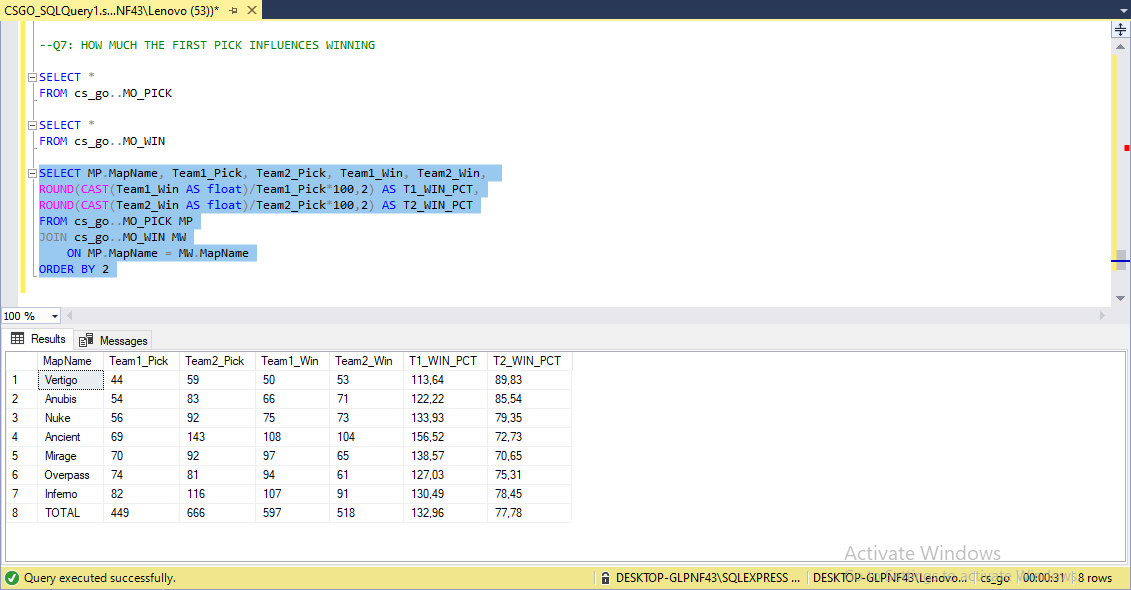 CSGO_SQLQuery1.s...NF43\Lenovo (53))*
--Q7: HOW MUCH THE FIRST PICK INFLUENCES WINNING
SELECT *
FROM cs_go..MO_PICK
SELECT *
FROM cs_go..MO_WIN
SELECT MP.MapName, Team1_Pick, Team2_Pick, Team1_Win, Team2_Win,
ROUND(CAST(Team1_Win AS float)/Team1_Pick*100,2) AS T1_WIN_PCT,
ROUND(CAST(Team2_Win AS float)/Team2_Pick*100,2) AS T2_WIN_PCT
FROM cs_go..MO_PICK MP
JOIN cs_go..MO_WIN MW
ON MP.MapName = MW.MapName
ORDER BY 2
100 %
Results Messages
MapName Team1_Pick Team2_Pick Team1_Win Team2_Win T1_WIN_PCT T2_WIN_PCT
1 Vertigo 44 59 50 53 113,64 89,83
2 Anubis 54 83 66 71 122,22 85,54
3 Nuke 56 92 75 73 133,93 79,35
4 Ancient 69 143 108 104 156,52 72,73
5 Mirage 70 92 97 65 138,57 70,65
6 Overpass 74 81 94 61 127,03 75,31
7 Inferno 82 116 107 91 130,49 78,45
8 TOTAL 449 666 597 518 132,96 77,78
Activate Windows
Go to Settings to activate Windows.
Query executed successfully. DESKTOP-GLPNF43\SQLEXPRESS ... DESKTOP-GLPNF43\Lenovo... cs_go 00:00:31 8 rows